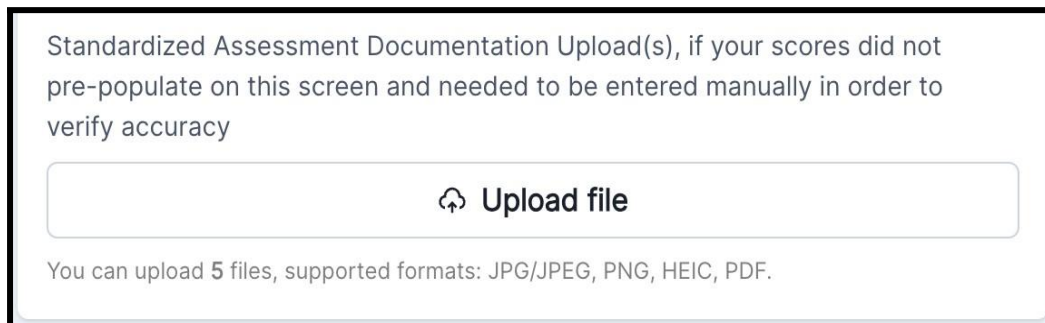 Standardized Assessment Documentation Upload(s), if your scores did not
pre-populate on this screen and needed to be entered manually in order to
verify accuracy
Upload file
You can upload 5 files, supported formats: JPG/JPEG, PNG, HEIC, PDF.